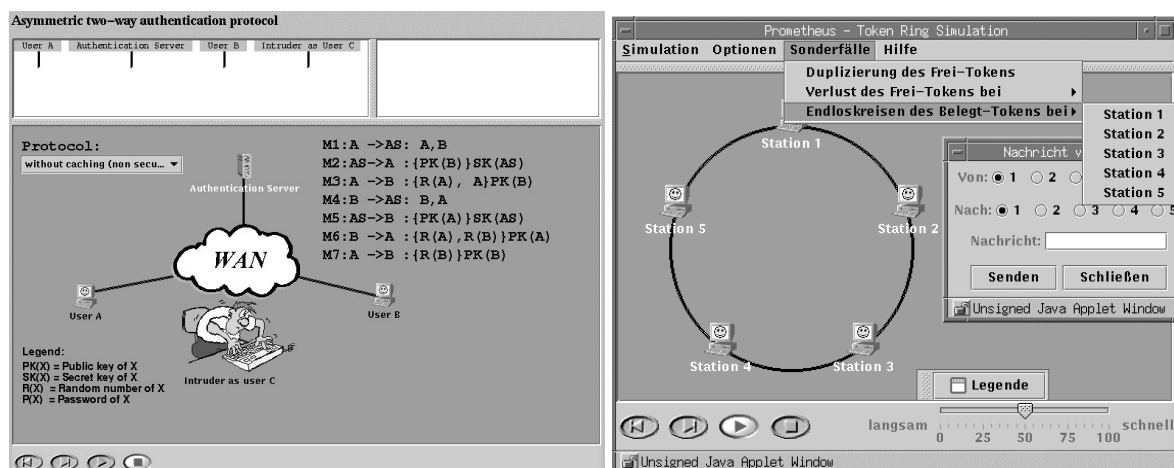 Asymmetric two-way authentication protocol
User A Authentication Server User B Intruder as User C
Protocol:
without caching (non secu...
Authentication Server
M1:A ->AS: A,B
M2:AS->A :{PK(B)}SK(AS)
M3:A ->B :{R(A), A}PK(B)
M4:B ->AS: B,A
M5:AS->B :{PK(A)}SK(AS)
M6:B ->A :{R(A),R(B)}PK(A)
M7:A ->B :{R(B)}PK(B)
WAN
User A
User B
Intruder as user C
Legend:
PK(X) = Public key of X
SK(X) = Secret key of X
R(X) = Random number of X
P(X) = Password of X
Prometheus - Token Ring Simulation
Simulation Optionen Sonderfälle Hilfe
Duplizierung des Frei-Tokens
Verlust des Frei-Tokens bei
Endloskreisen des Belegt-Tokens bei
Station 1
Station 2
Station 3
Station 4
Station 5
Station 1
Station 5
Station 2
Station 4
Station 3
Nachricht
Von: 1 2
Nach: 1 2 3 4 5
Nachricht:
Senden Schließen
Unsigned Java Applet Window
Legende
langsam schnell
0 25 50 75 100
Unsigned Java Applet Window